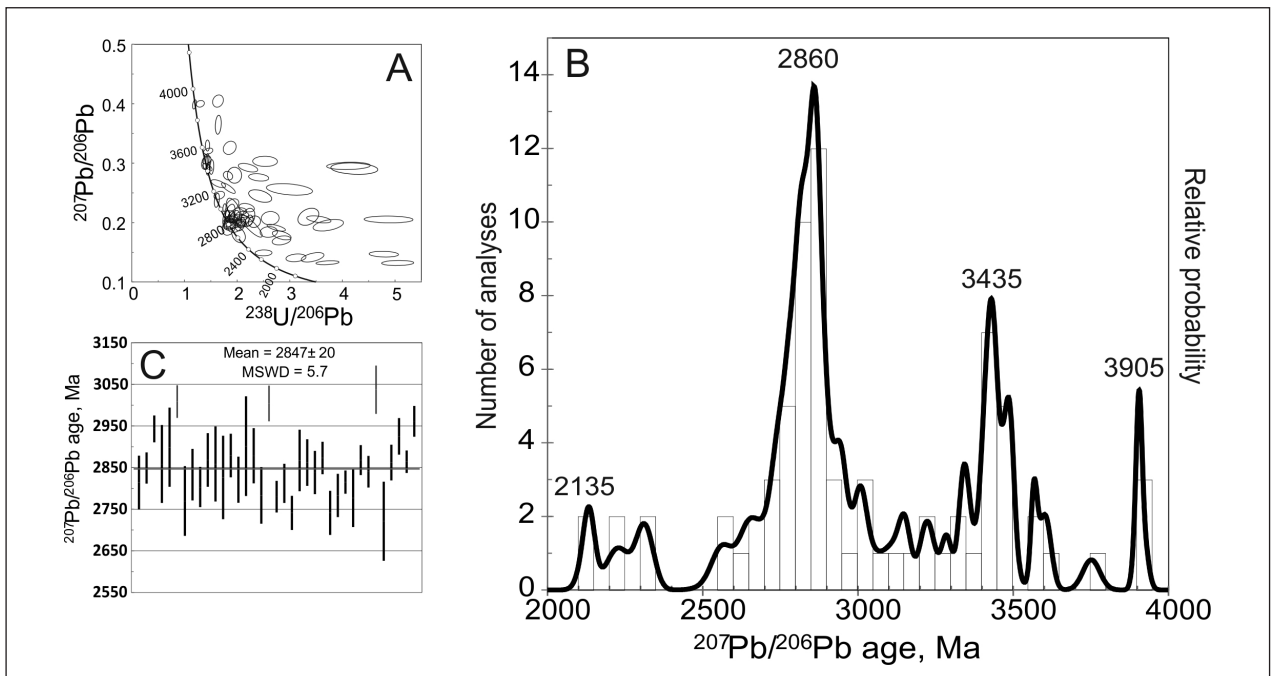 A
0.5
0.4
0.3
0.2
0.1
207Pb/206Pb
4000
3600
3200
2800
2400
2000
0 1 2 3 4 5
238U/206Pb
C
Mean = 2847± 20
MSWD = 5.7
3150
3050
2950
2850
2750
2650
2550
207Pb/206Pb age, Ma
B
14
12
10
8
6
4
2
0
Number of analyses
2135
2860
3435
3905
Relative probability
2000 2500 3000 3500 4000
207Pb/206Pb age, Ma